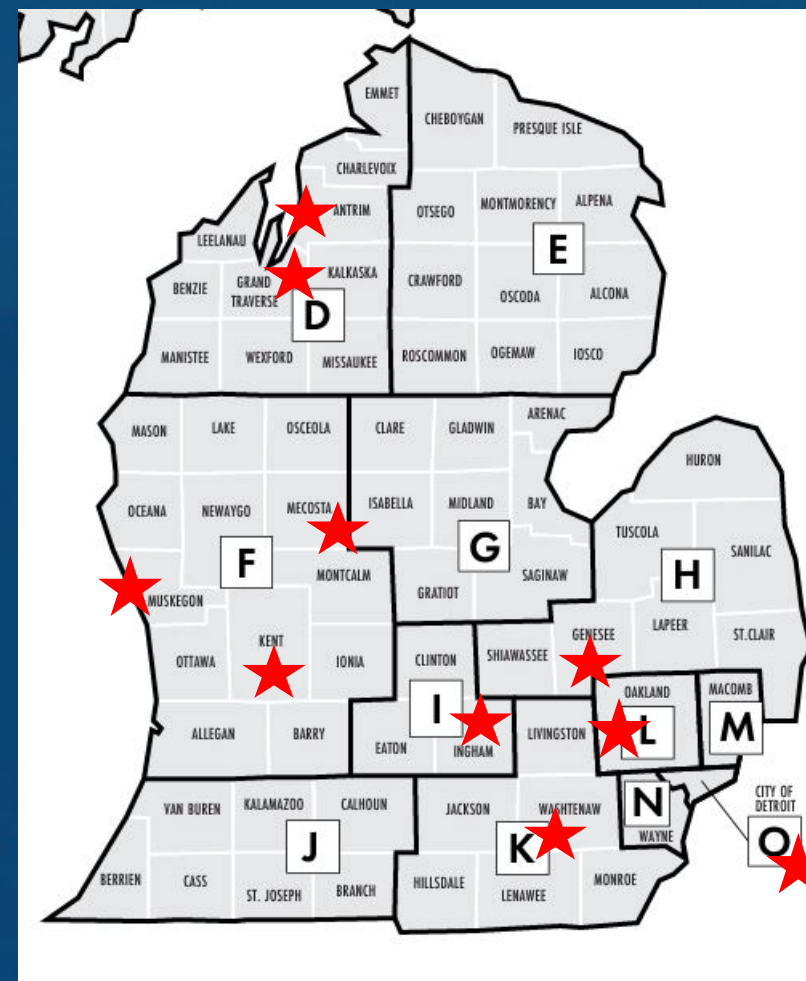 EMMET
CHEBOYGAN
PRESQUE ISLE
CHARLEVOIX
ANTRIM
OTSEGO
MONTMORENCY
ALPENA
LEELANAU
E
BENZIE
GRAND
TRAVERSE
KALKASKA
CRAWFORD
OSCODA
ALCONA
D
MANISTEE
WEXFORD
MISSAUKEE
ROSCOMMON
OGEMAW
IOSCO
MASON
LAKE
OSCEOLA
CLARE
GLADWIN
ARENAC
HURON
OCEANA
NEWAYGO
MECOSTA
ISABELLA
MIDLAND
BAY
TUSCOLA
SANILAC
F
G
H
MUSKEGON
MONTCALM
GRATIOT
SAGINAW
KENT
GENESEE
LAPEER
ST.CLAIR
OTTAWA
IONIA
CLINTON
SHIAWASSEE
OAKLAND
MACOMB
I
L
M
ALLEGAN
BARRY
EATON
INGHAM
LIVINGSTON
VAN BUREN
KALAMAZOO
CALHOUN
JACKSON
WASHTENAW
N
WAYNE
CITY OF
DETROIT
J
K
O
BERRIEN
CASS
ST. JOSEPH
BRANCH
HILLSDALE
LENAWEE
MONROE